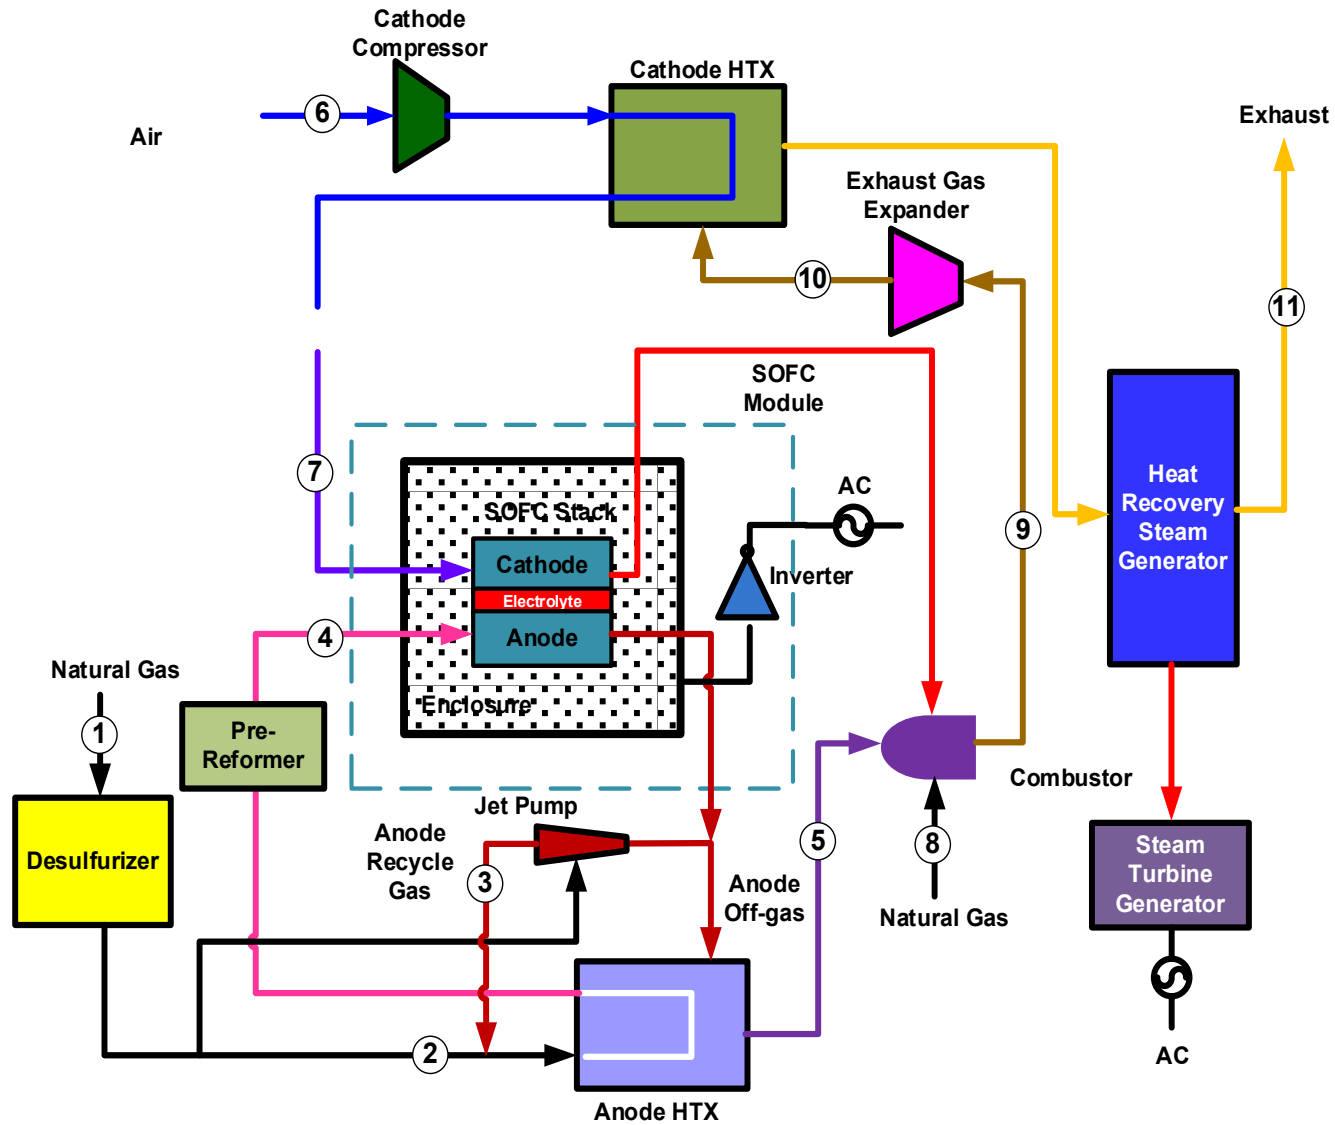 Cathode
Compressor
Cathode HTX
6
Air
Exhaust
Exhaust Gas
Expander
10
11
SOFC
Module
7
SOFC Stack
AC
Heat
Recovery
Steam
Generator
9
Cathode
Inverter
Electrolyte
Anode
4
Natural Gas
Enclosure
1
Pre-
Reformer
Combustor
Jet Pump
Anode
Recycle
Gas
5
8
Steam
Turbine
Generator
Desulfurizer
3
Anode
Off-gas
Natural Gas
2
AC
Anode HTX